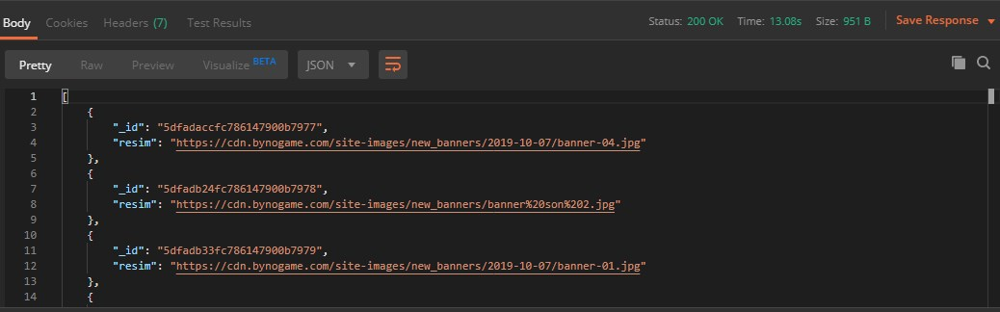 Body Cookies Headers (7) Test Results Status: 200 OK Time: 13.08s Size: 951 B Save Response
Pretty Raw Preview Visualize BETA JSON
1 [
2 {
3 "_id": "5dfadaccfc786147900b7977",
4 "resim": "https://cdn.bynogame.com/site-images/new_banners/2019-10-07/banner-04.jpg"
5 },
6 {
7 "_id": "5dfadb24fc786147900b7978",
8 "resim": "https://cdn.bynogame.com/site-images/new_banners/banner%20son%202.jpg"
9 },
10 {
11 "_id": "5dfadb33fc786147900b7979",
12 "resim": "https://cdn.bynogame.com/site-images/new_banners/2019-10-07/banner-01.jpg"
13 },
14 {